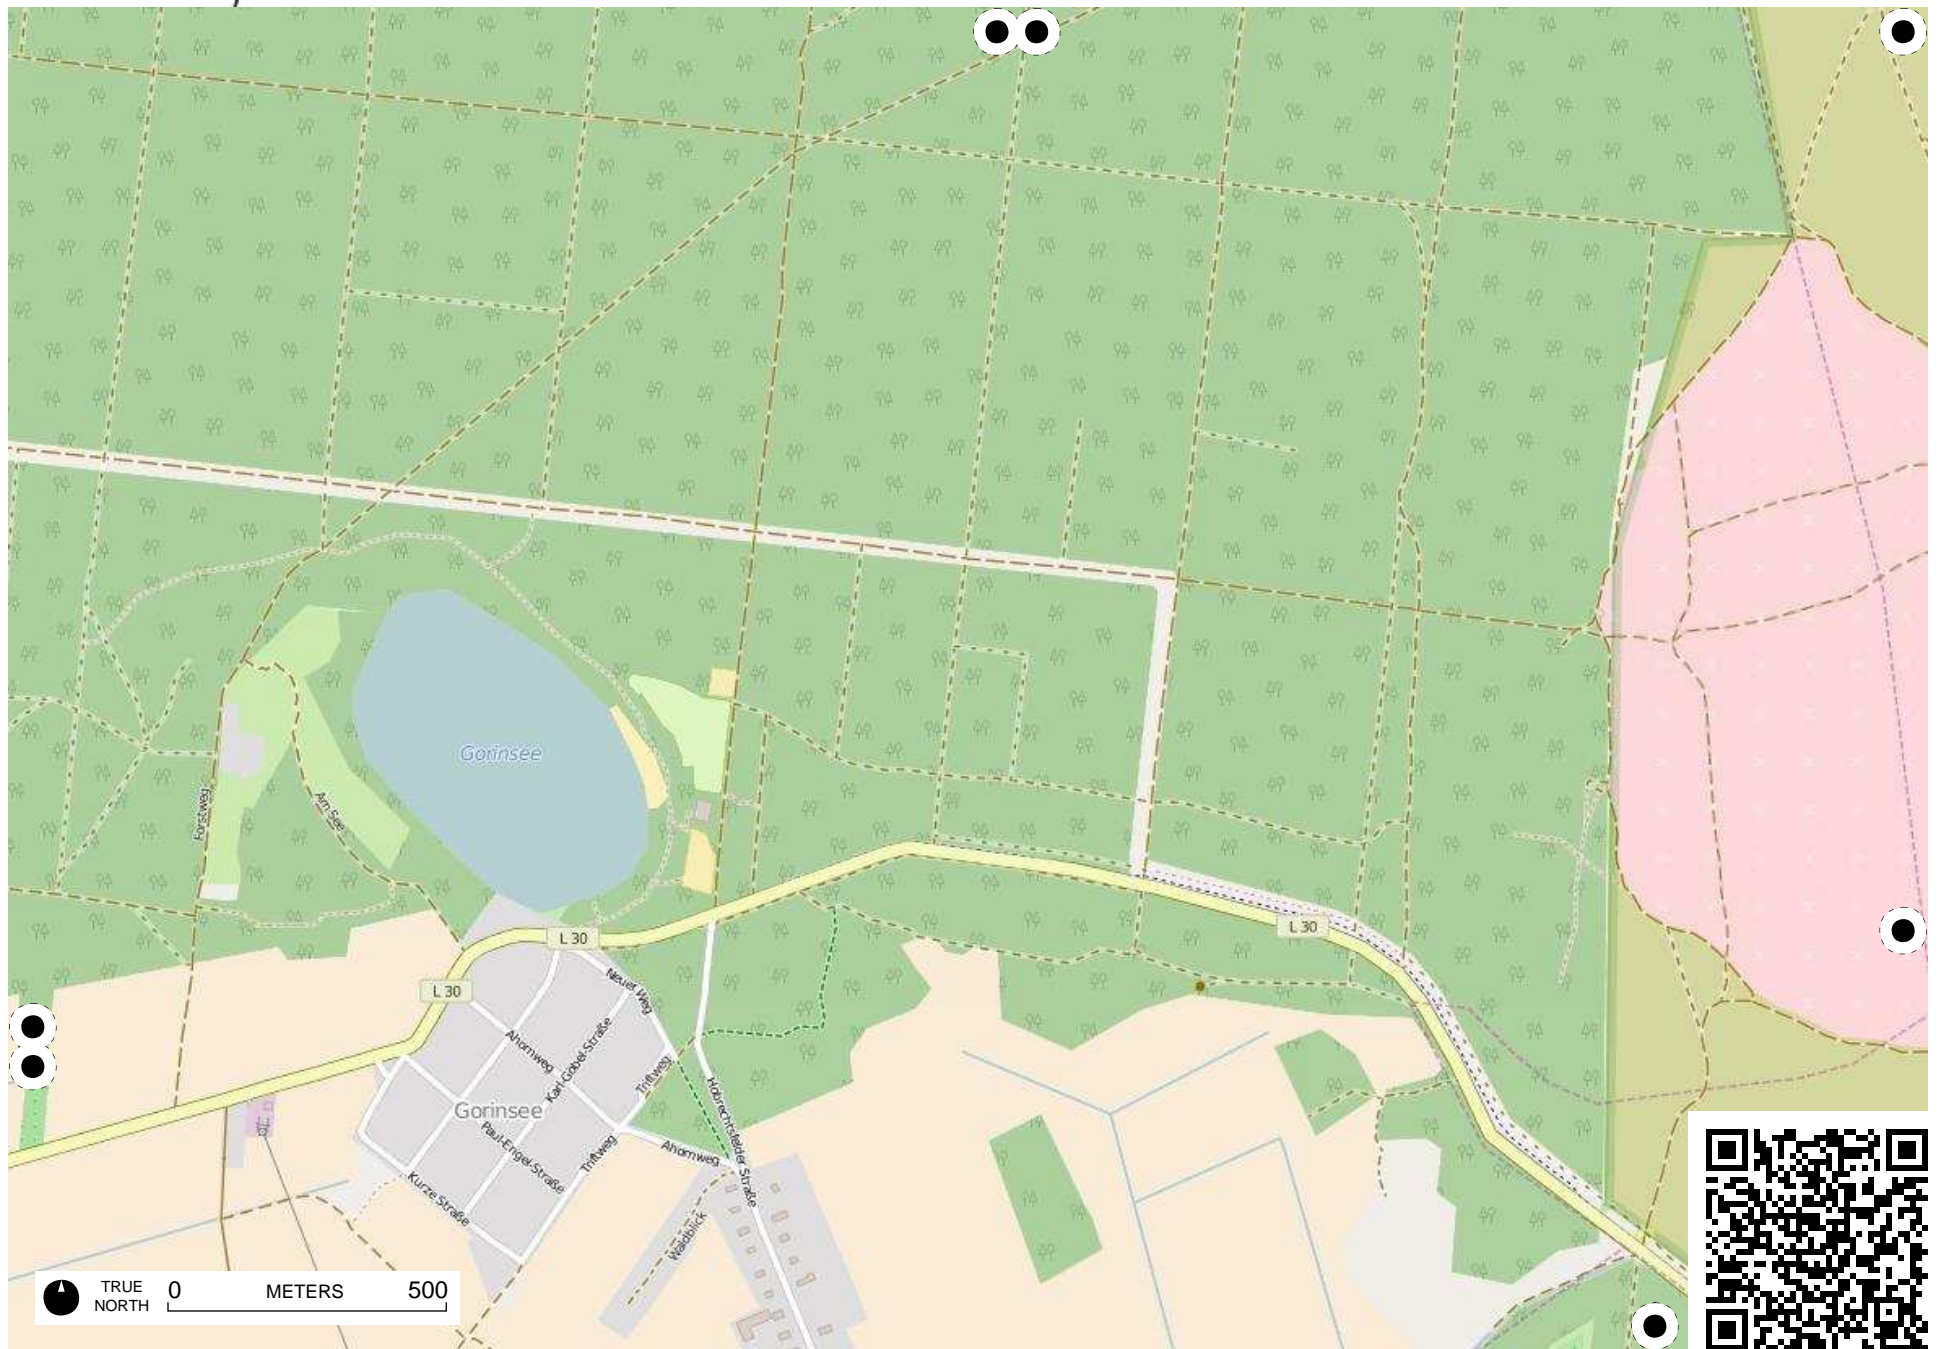 Gorinsee
Forstweg
Am See
L 30
L 30
L 30
Neuer Weg
Ahornweg
Karl-Göbel-Straße
Triftweg
Gorinsee
Hobrechtsfelder Straße
Paul-Engel-Straße
Triftweg
Ahornweg
Kurze Straße
Waldblick
TRUE
NORTH
0 METERS 500